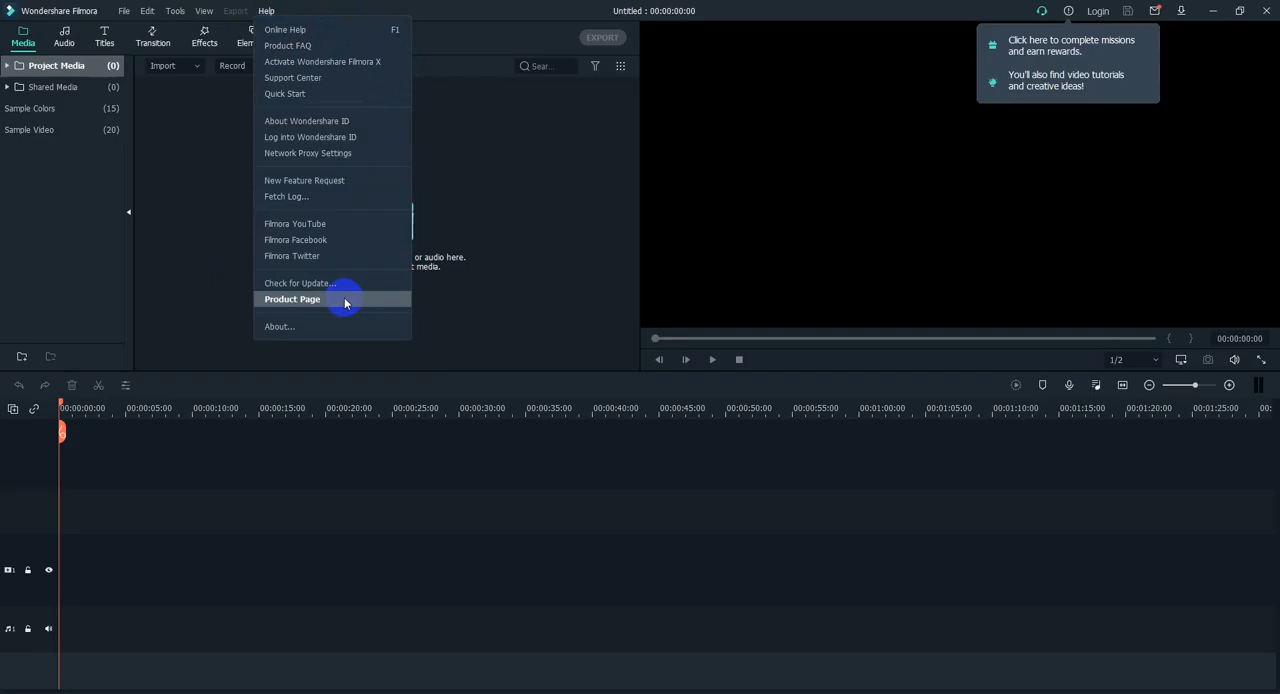 Wondershare Filmora File Edit Tools View Export Help Untitled : 00:00:00:00 Login
Media Audio Titles Transition Effects Elem EXPORT
Online Help F1
Product FAQ
Activate Wondershare Filmora X
Support Center
Quick Start
About Wondershare ID
Log into Wondershare ID
Network Proxy Settings
New Feature Request
Fetch Log...
Filmora YouTube
Filmora Facebook
Filmora Twitter
Check for Update...
Product Page
About...
Click here to complete missions
and earn rewards.
You'll also find video tutorials
and creative ideas!
Project Media (0)
Shared Media (0)
Sample Colors (15)
Sample Video (20)
Import Record Sear...
or audio here.
t media.
{ } 00:00:00:00
1/2
00:00:00:00 00:00:05:00 00:00:10:00 00:00:15:00 00:00:20:00 00:00:25:00 00:00:30:00 00:00:35:00 00:00:40:00 00:00:45:00 00:00:50:00 00:00:55:00 00:01:00:00 00:01:05:00 00:01:10:00 00:01:15:00 00:01:20:00 00:01:25:00 00:
1
1